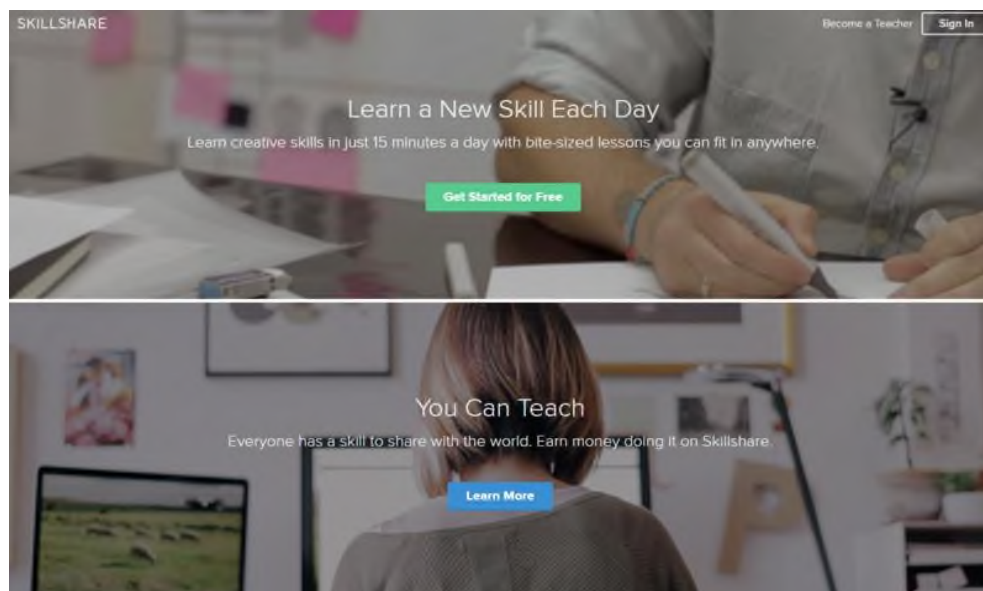 SKILLSHARE
Become a Teacher
Sign In
Learn a New Skill Each Day
Learn creative skills in just 15 minutes a day with bite-sized lessons you can fit in anywhere.
Get Started for Free
You Can Teach
Everyone has a skill to share with the world. Earn money doing it on Skillshare.
Learn More
P